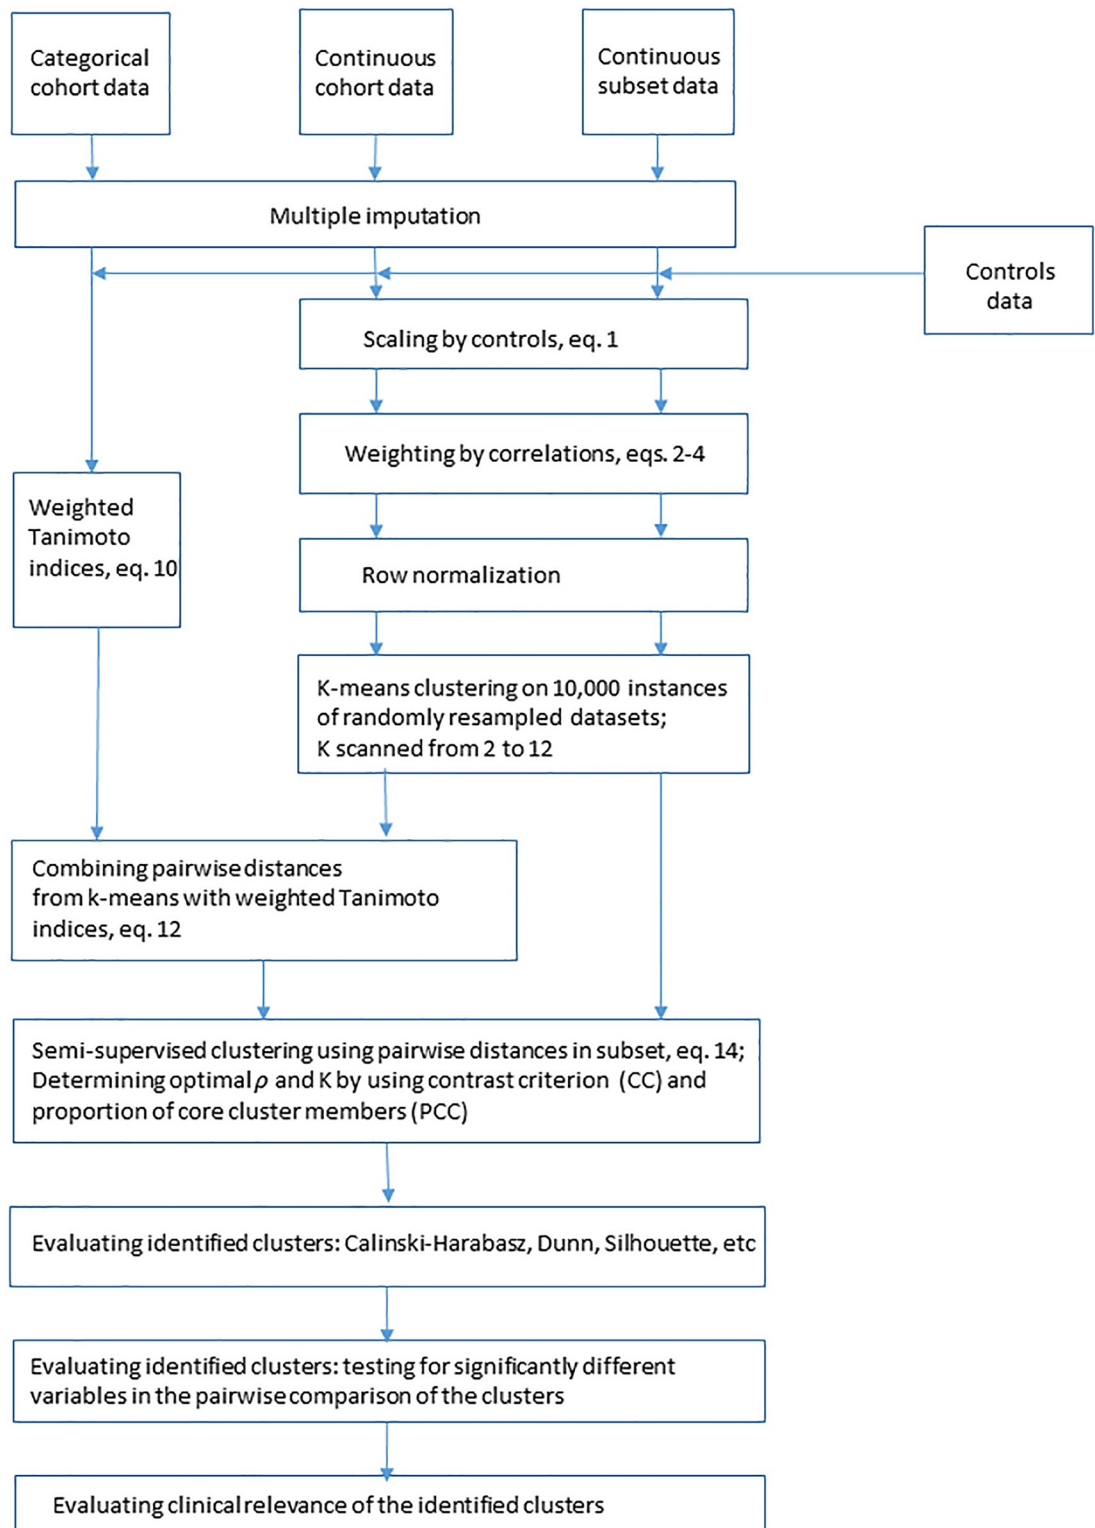 Categorical
cohort data
Continuous
cohort data
Continuous
subset data
Multiple imputation
Controls
data
Scaling by controls, eq. 1
Weighting by correlations, eqs. 2-4
Weighted
Tanimoto
indices, eq. 10
Row normalization
K-means clustering on 10,000 instances
of randomly resampled datasets;
K scanned from 2 to 12
Combining pairwise distances
from k-means with weighted Tanimoto
indices, eq. 12
Semi-supervised clustering using pairwise distances in subset, eq. 14;
Determining optimal ρ and K by using contrast criterion (CC) and
proportion of core cluster members (PCC)
Evaluating identified clusters: Calinski-Harabasz, Dunn, Silhouette, etc
Evaluating identified clusters: testing for significantly different
variables in the pairwise comparison of the clusters
Evaluating clinical relevance of the identified clusters